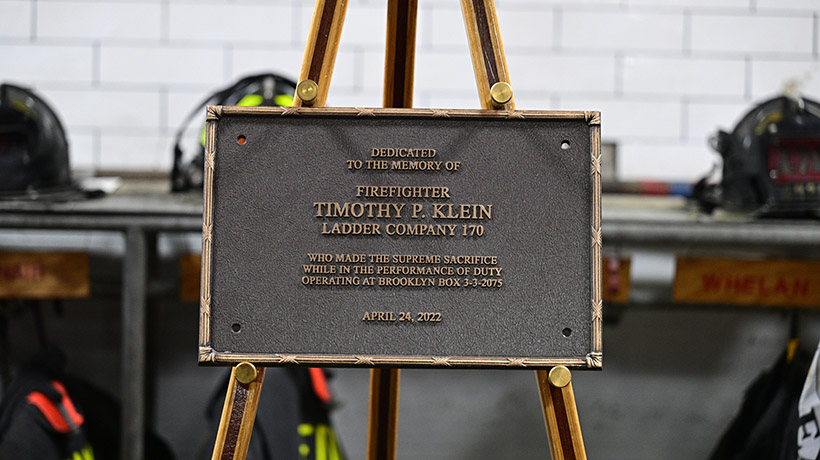 DEDICATED
TO THE MEMORY OF
FIREFIGHTER
TIMOTHY P. KLEIN
LADDER COMPANY 170
WHO MADE THE SUPREME SACRIFICE
WHILE IN THE PERFORMANCE OF DUTY
OPERATING AT BROOKLYN BOX 3-3-2075
APRIL 24, 2022
WHELAN